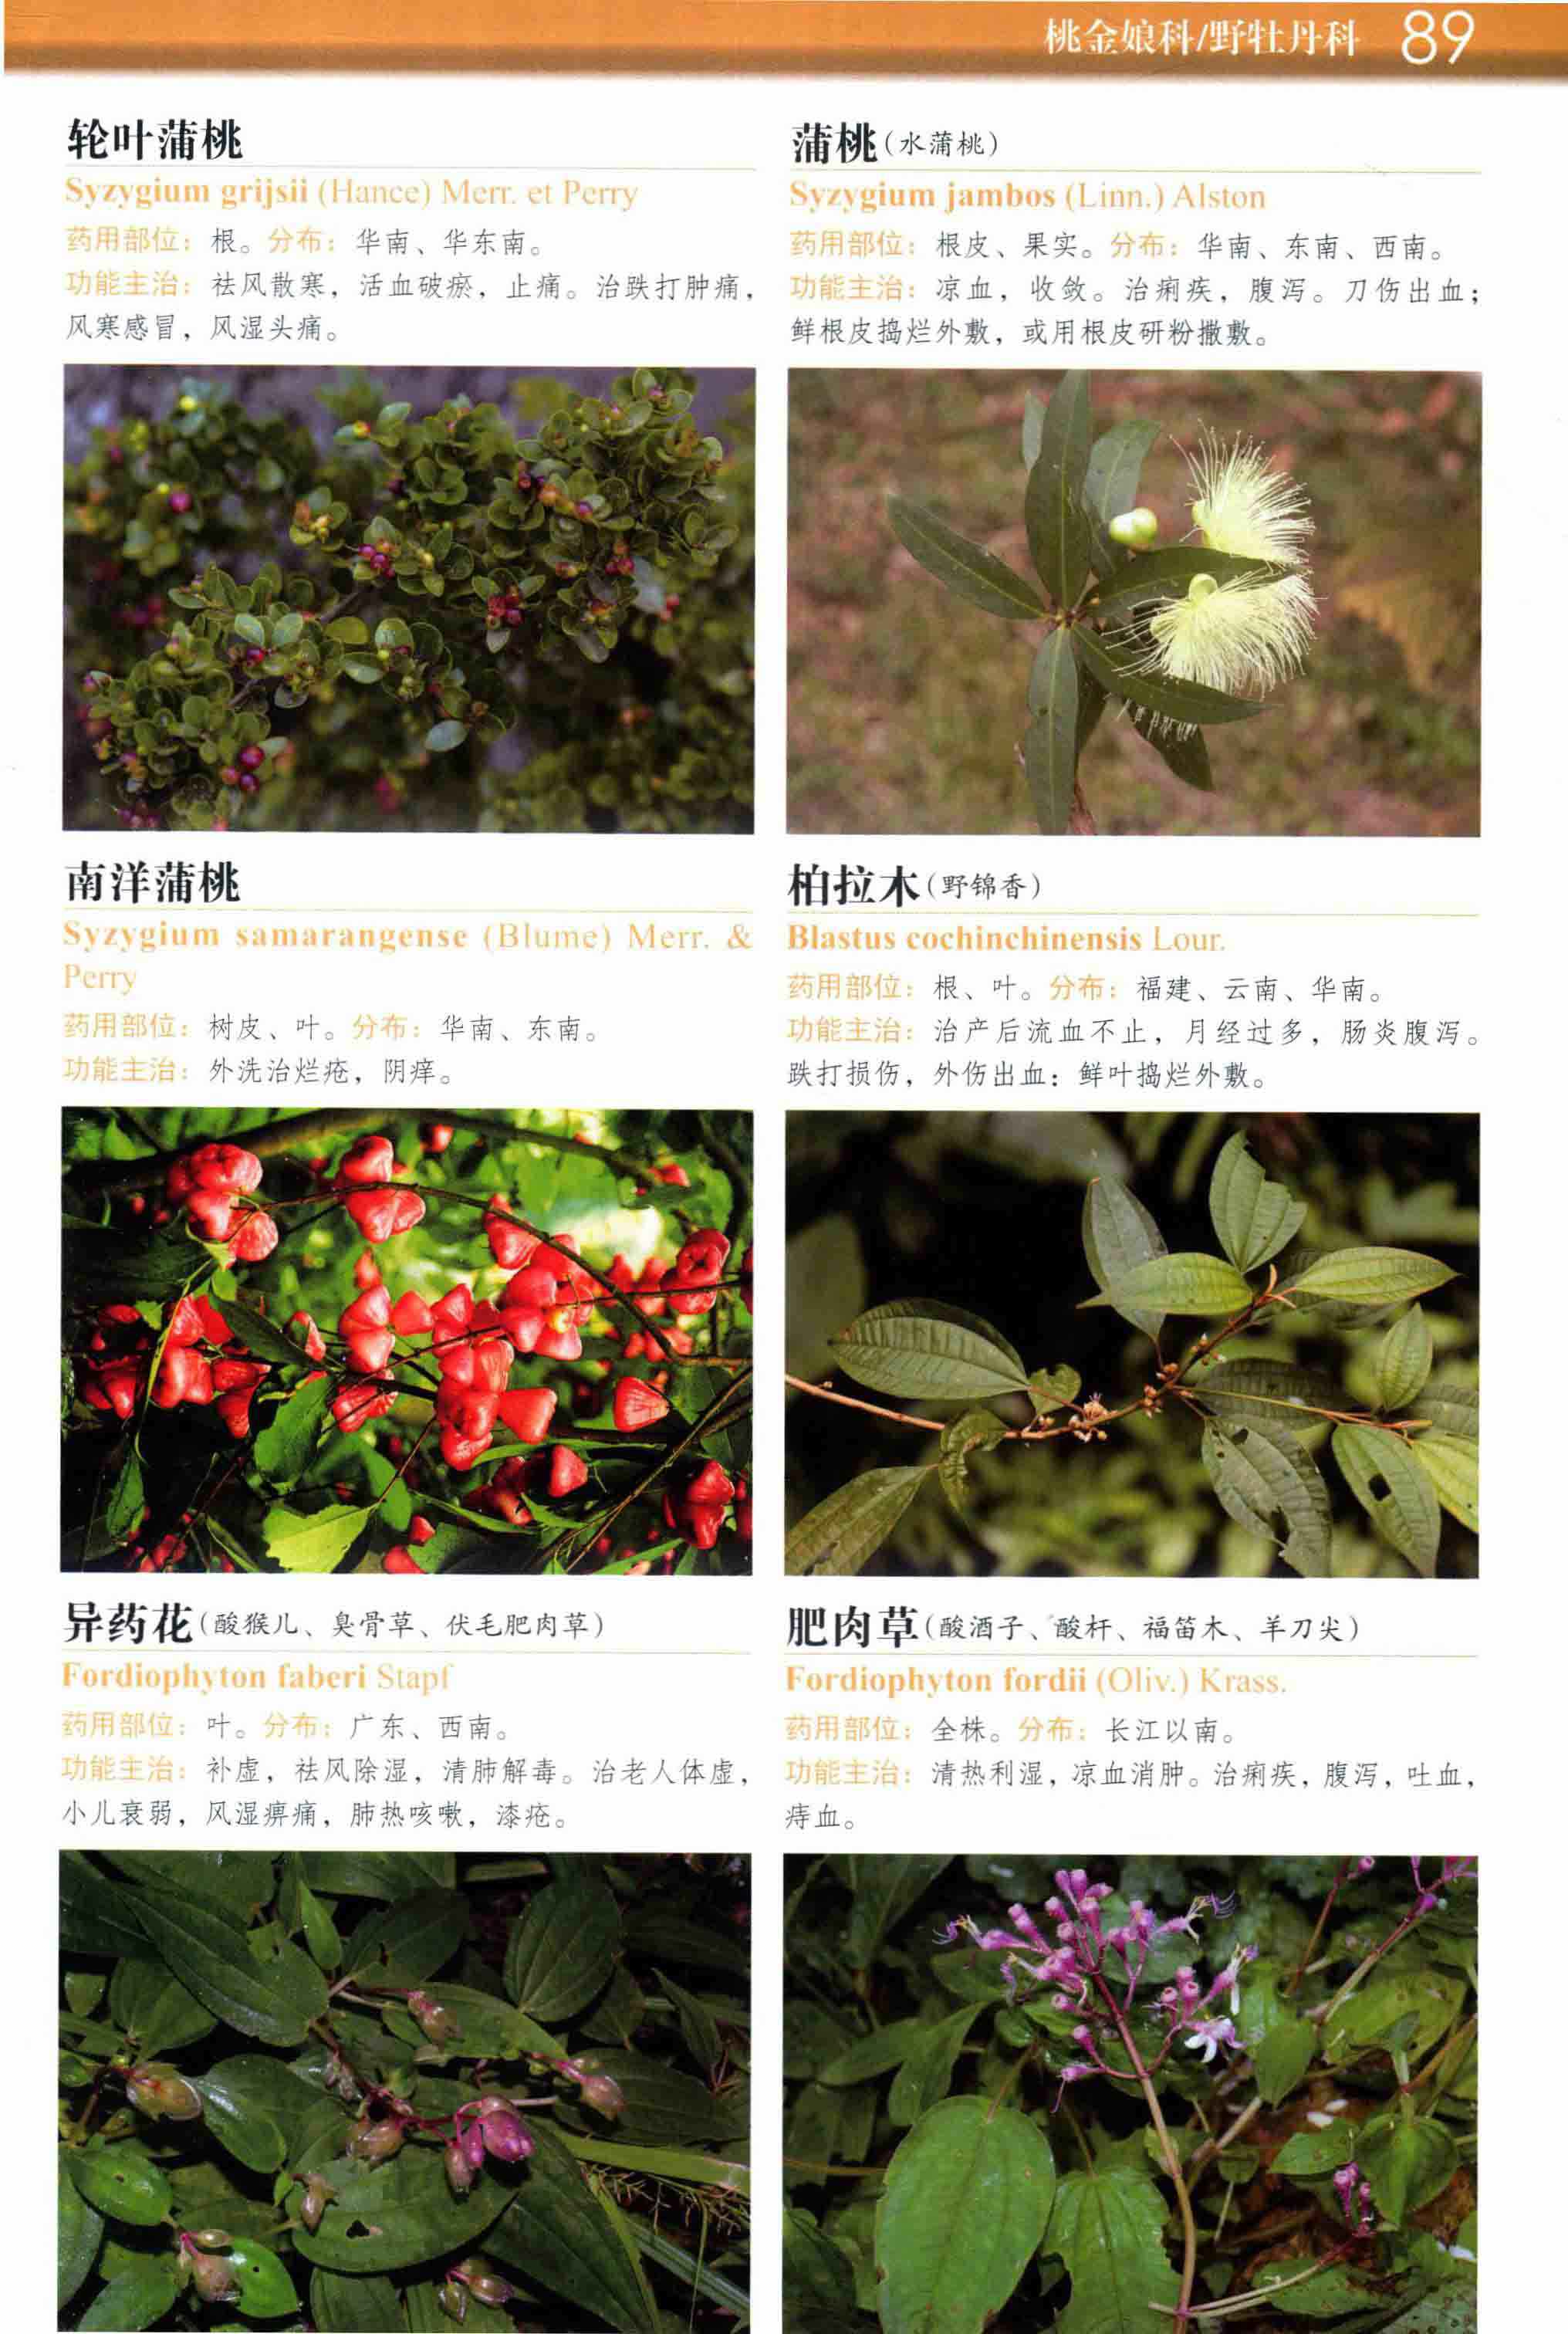 桃金娘科/野牡丹科 89
轮叶蒲桃
Syzygium grijsii (Hance) Merr. et Perry
药用部位：根。分布：华南、华东南。
功能主治：祛风散寒，活血破瘀，止痛。治跌打肿痛，
风寒感冒，风湿头痛。
蒲桃（水蒲桃）
Syzygium jambos (Linn.) Alston
药用部位：根皮、果实。分布：华南、东南、西南。
功能主治：凉血，收敛。治痢疾，腹泻。刀伤出血；
鲜根皮捣烂外敷，或用根皮研粉撒敷。
南洋蒲桃
Syzygium samarangense (Blume) Merr. &
Perry
药用部位：树皮、叶。分布：华南、东南。
功能主治：外洗治烂疮，阴痒。
柏拉木（野锦香）
Blastus cochinchinensis Lour.
药用部位：根、叶。分布：福建、云南、华南。
功能主治：治产后流血不止，月经过多，肠炎腹泻。
跌打损伤，外伤出血：鲜叶捣烂外敷。
异药花（酸猴儿、臭骨草、伏毛肥肉草）
Fordiophyton faberi Stapf
药用部位：叶。分布：广东、西南。
功能主治：补虚，祛风除湿，清肺解毒。治老人体虚，
小儿衰弱，风湿痹痛，肺热咳嗽，漆疮。
肥肉草（酸酒子、酸杆、福笛木、羊刀尖）
Fordiophyton fordii (Oliv.) Krass.
药用部位：全株。分布：长江以南。
功能主治：清热利湿，凉血消肿。治痢疾，腹泻，吐血，
痔血。